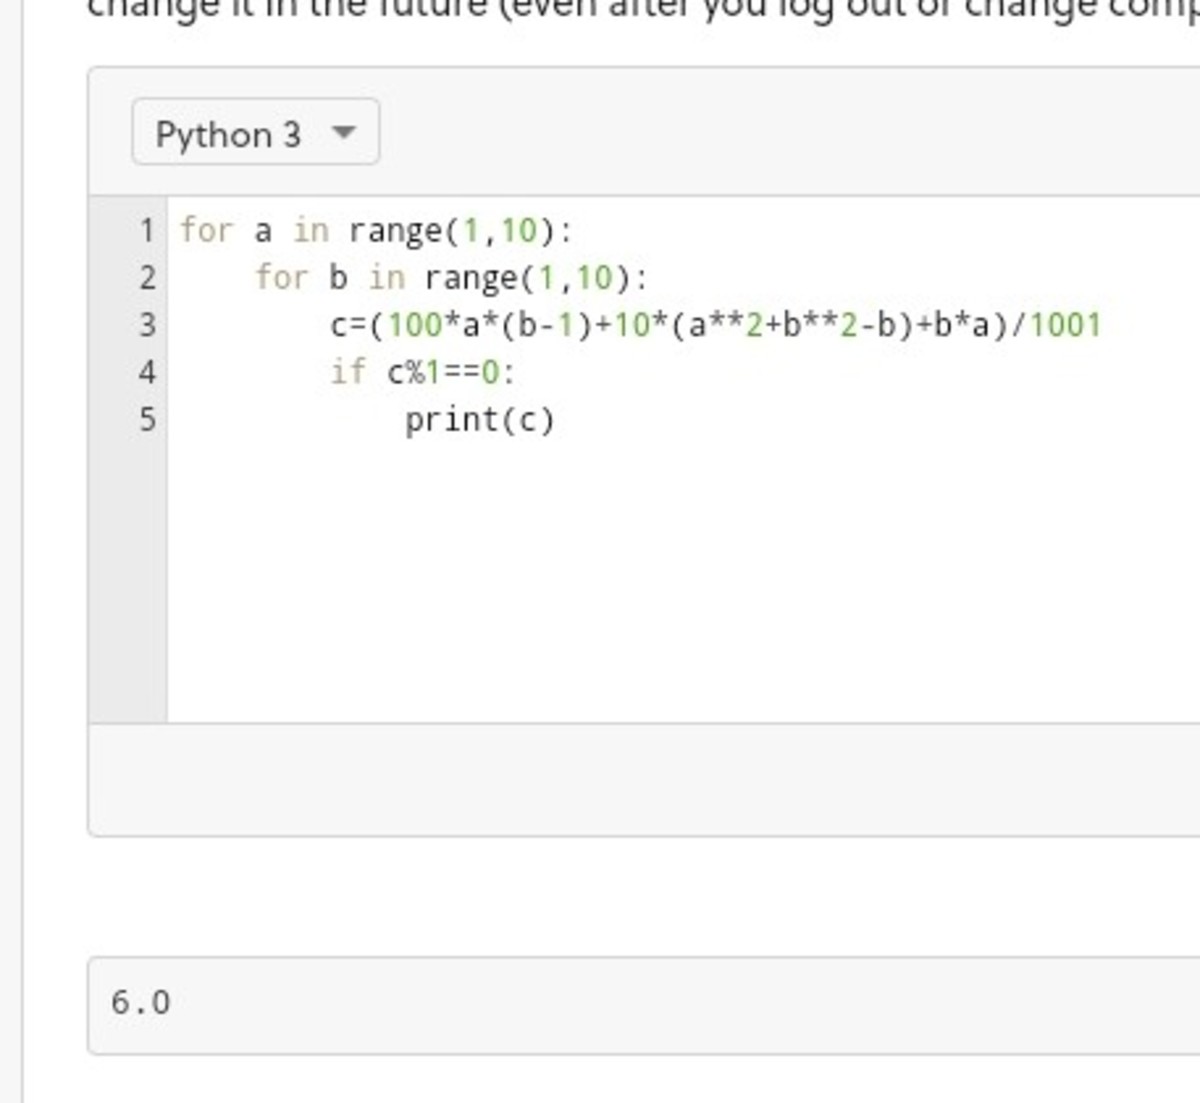 change it in the future (even after you log out or change comp
Python 3
1 for a in range(1,10):
2     for b in range(1,10):
3         c=(100*a*(b-1)+10*(a**2+b**2-b)+b*a)/1001
4         if c%1==0:
5             print(c)
6.0